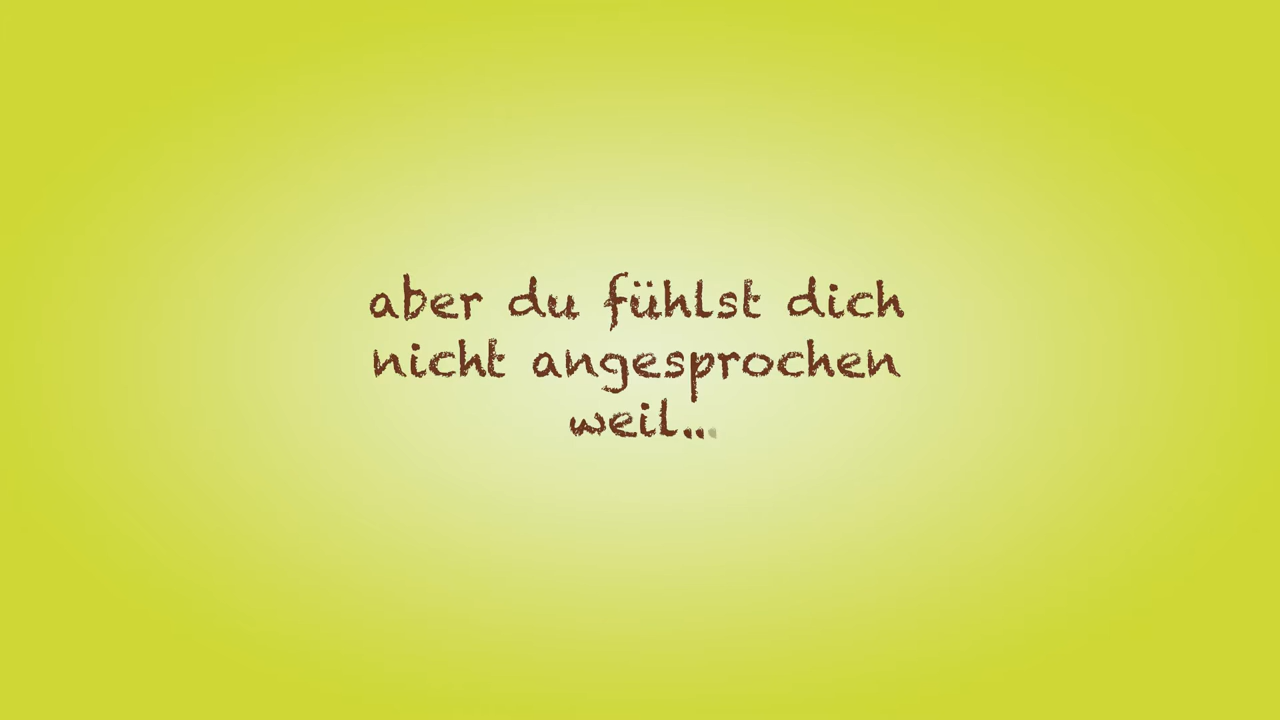 aber du fühlst dich
nicht angesprochen
weil...